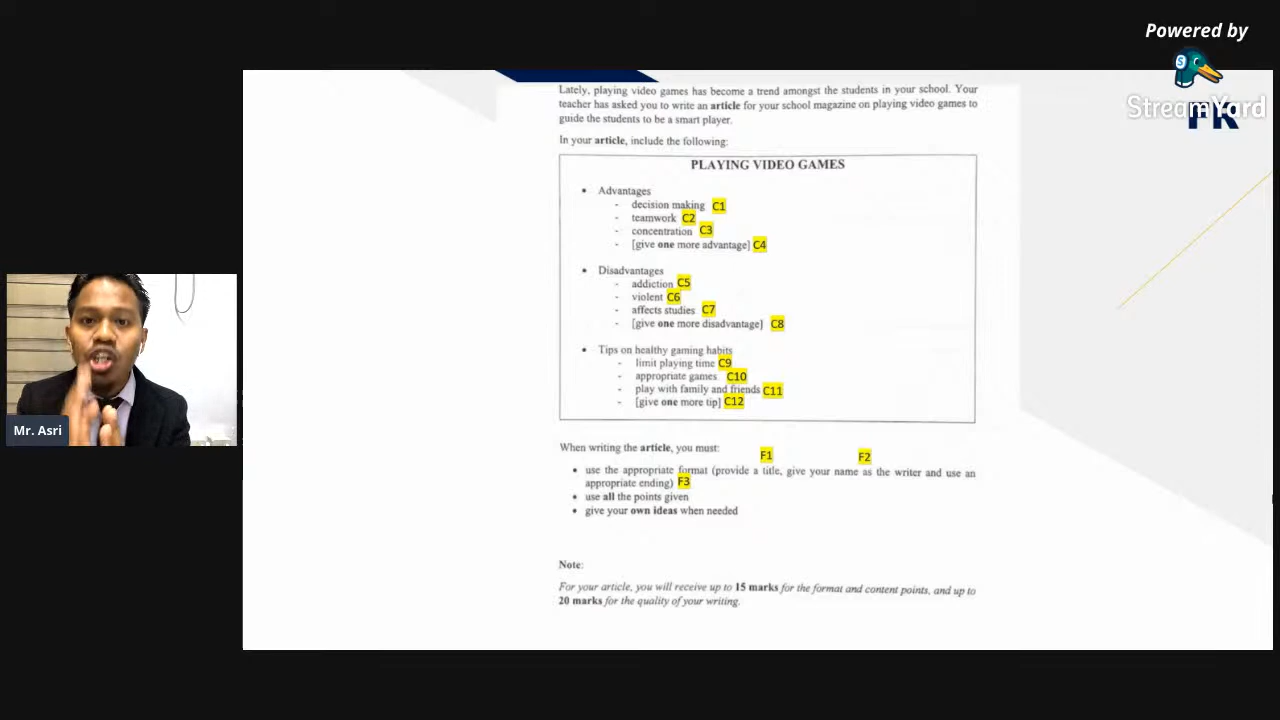 Powered by
StreamYard
FK
Lately, playing video games has become a trend amongst the students in your school. Your
teacher has asked you to write an article for your school magazine on playing video games to
guide the students to be a smart player.
In your article, include the following:
PLAYING VIDEO GAMES
• Advantages
- decision making C1
- teamwork C2
- concentration C3
- [give one more advantage] C4
• Disadvantages
- addiction C5
- violent C6
- affects studies C7
- [give one more disadvantage] C8
• Tips on healthy gaming habits
- limit playing time C9
- appropriate games C10
- play with family and friends C11
- [give one more tip] C12
When writing the article, you must:
F1 F2
• use the appropriate format (provide a title, give your name as the writer and use an
appropriate ending) F3
• use all the points given
• give your own ideas when needed
Note:
For your article, you will receive up to 15 marks for the format and content points, and up to
20 marks for the quality of your writing.
Mr. Asri